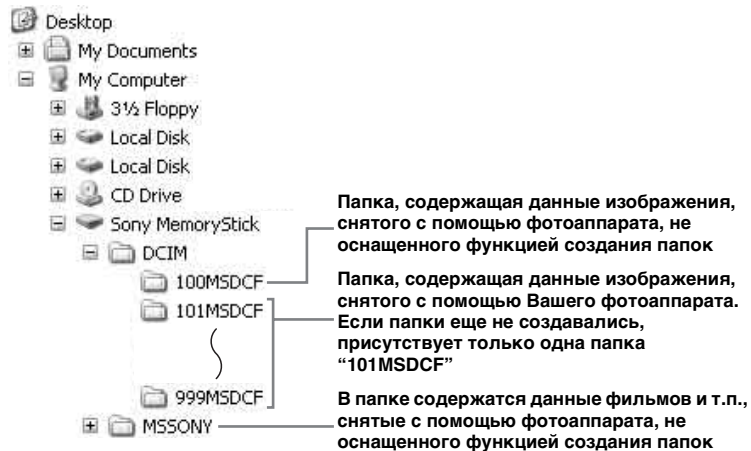 Desktop
My Documents
My Computer
3½ Floppy
Local Disk
Local Disk
CD Drive
Sony MemoryStick
DCIM
100MSDCF
101MSDCF
999MSDCF
MSSONY
Папка, содержащая данные изображения,
снятого с помощью фотоаппарата, не
оснащенного функцией создания папок
Папка, содержащая данные изображения,
снятого с помощью Вашего фотоаппарата.
Если папки еще не создавались,
присутствует только одна папка
“101MSDCF”
В папке содержатся данные фильмов и т.п.,
снятые с помощью фотоаппарата, не
оснащенного функцией создания папок